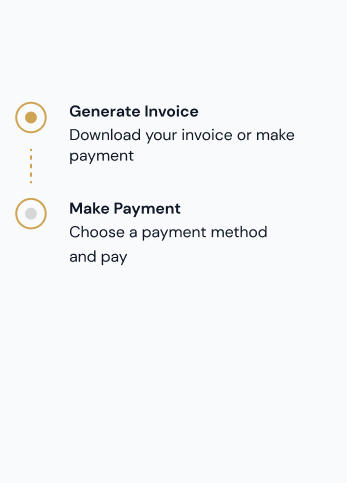 Generate Invoice
Download your invoice or make
payment
Make Payment
Choose a payment method
and pay